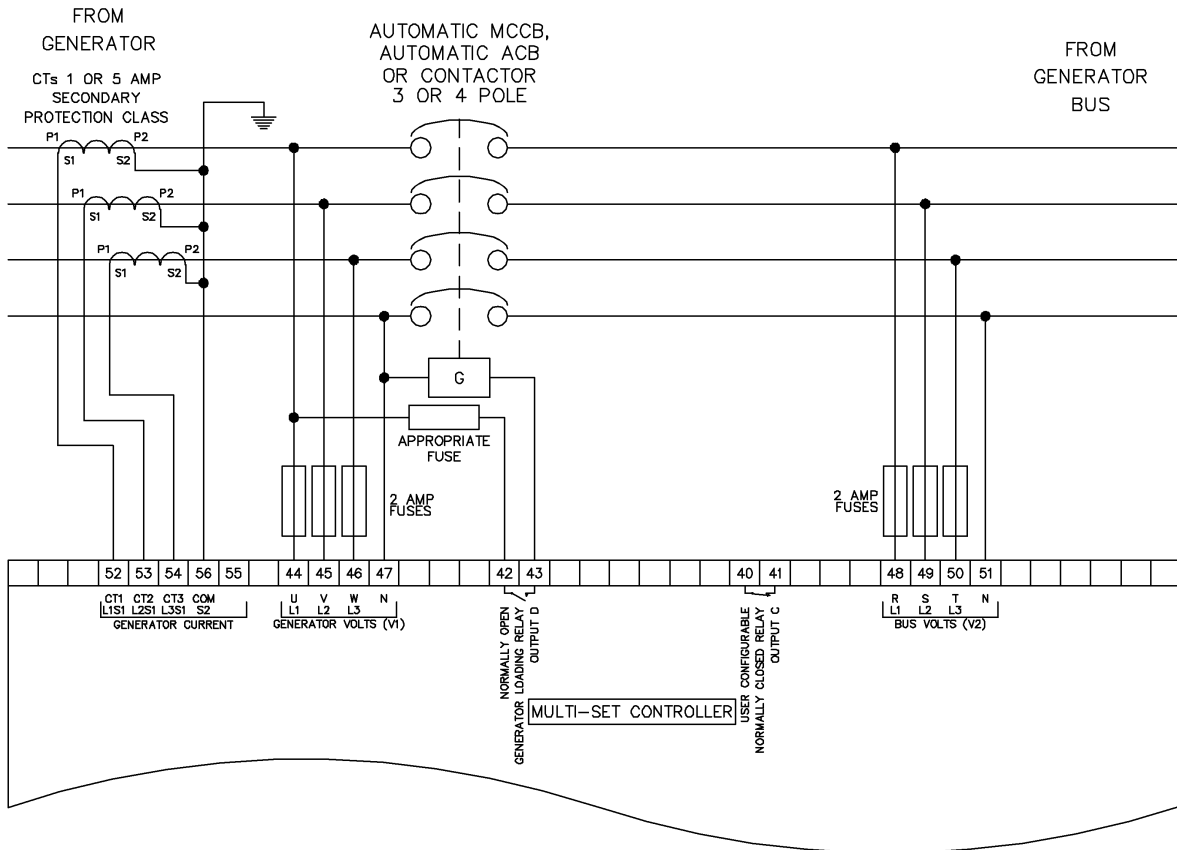 FROM
GENERATOR
CTs 1 OR 5 AMP
SECONDARY
PROTECTION CLASS
AUTOMATIC MCCB,
AUTOMATIC ACB
OR CONTACTOR
3 OR 4 POLE
FROM
GENERATOR
BUS
P1 P2
S1 S2
P1 P2
S1 S2
P1 P2
S1 S2
G
APPROPRIATE
FUSE
2 AMP
FUSES
2 AMP
FUSES
52 53 54 56 55 44 45 46 47 42 43 40 41 48 49 50 51
CT1 CT2 CT3 COM
L1S1 L2S1 L3S1 S2
GENERATOR CURRENT
U V W N
L1 L2 L3
GENERATOR VOLTS (V1)
NORMALLY OPEN
GENERATOR LOADING RELAY
OUTPUT D
MULTI-SET CONTROLLER
USER CONFIGURABLE
NORMALLY CLOSED RELAY
OUTPUT C
R S T N
L1 L2 L3
BUS VOLTS (V2)